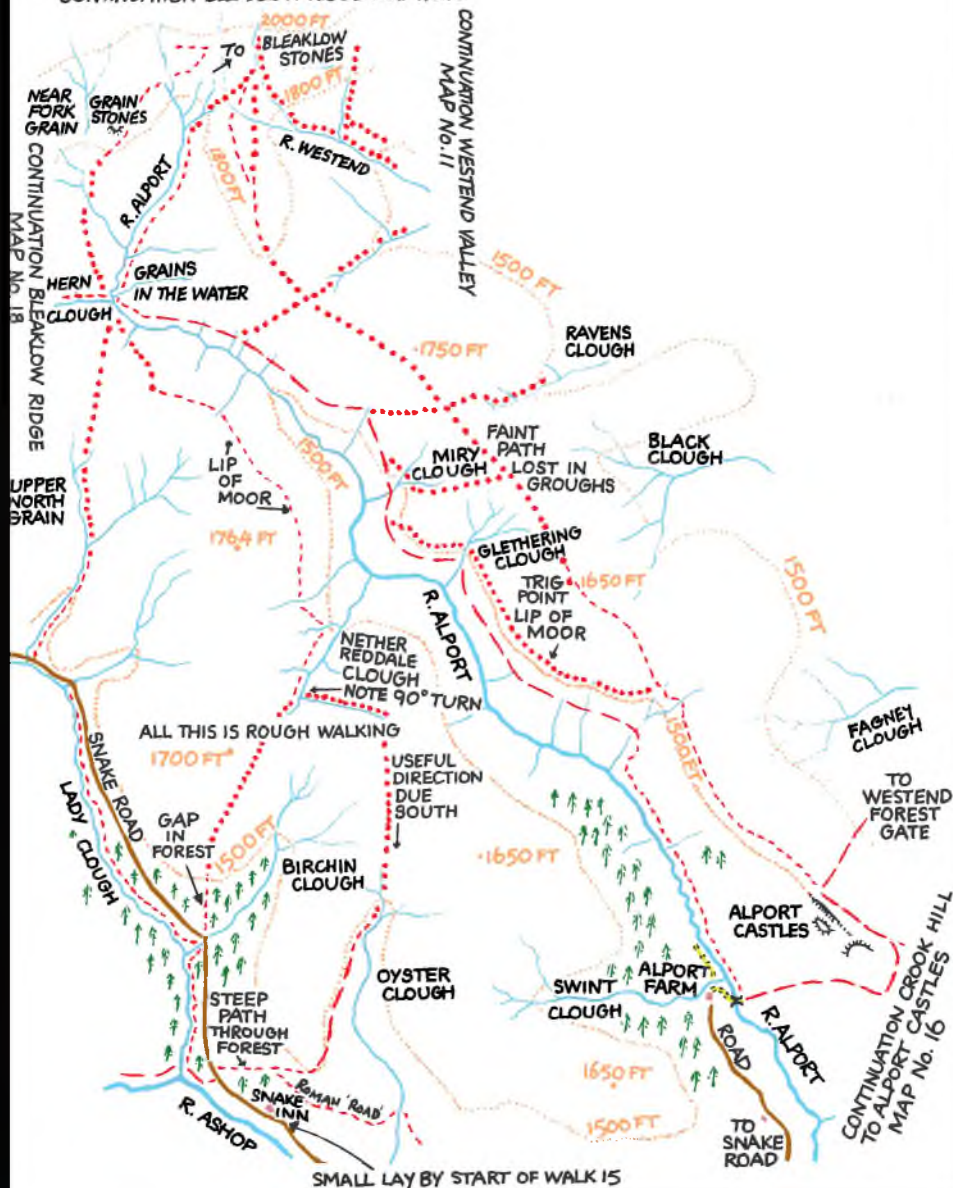 2000 FT
TO
BLEAKLOW
STONES
1800 FT
NEAR
FORK
GRAIN
GRAIN
STONES
R. WESTEND
1800 FT
R. ALPORT
CONTINUATION WESTEND VALLEY
MAP No. 11
CONTINUATION BLEAKLOW RIDGE
MAP No. 18
HERN
CLOUGH
GRAINS
IN THE WATER
1500 FT
RAVENS
CLOUGH
·1750 FT
LIP
OF
MOOR
1500 FT
MIRY
CLOUGH
FAINT
PATH
LOST IN
GROUGHS
BLACK
CLOUGH
UPPER
NORTH
GRAIN
1764 FT
GLETHERING
CLOUGH
TRIG
POINT
LIP OF
MOOR
1650 FT
1500 FT
R. ALPORT
NETHER
REDDALE
CLOUGH
NOTE 90° TURN
ALL THIS IS ROUGH WALKING
1700 FT
USEFUL
DIRECTION
DUE
SOUTH
1500 FT
FAGNEY
CLOUGH
TO
WESTEND
FOREST
GATE
SNAKE ROAD
LADY CLOUGH
GAP
IN
FOREST
1500 FT
BIRCHIN
CLOUGH
·1650 FT
ALPORT
CASTLES
OYSTER
CLOUGH
SWINT
CLOUGH
ALPORT
FARM
STEEP
PATH
THROUGH
FOREST
ROMAN 'ROAD'
SNAKE
INN
R. ASHOP
ROAD
R. ALPORT
1650 FT
1500 FT
TO
SNAKE
ROAD
CONTINUATION CROOK HILL
TO ALPORT CASTLES
MAP No. 16
SMALL LAY BY START OF WALK 15